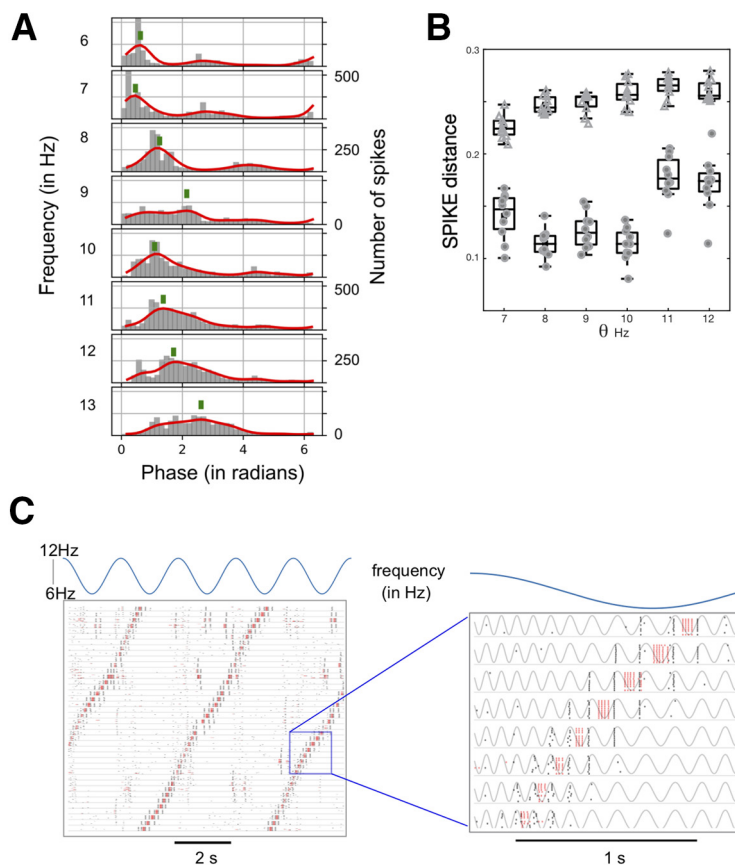 A
6
7
500
8
250
9
0
10
11
500
12
250
13
0
0 2 4 6
Frequency (in Hz)
Number of spikes
Phase (in radians)
B
0.3
0.2
0.1
SPIKE distance
7 8 9 10 11 12
θ Hz
C
12Hz
6Hz
frequency
(in Hz)
2 s
1 s